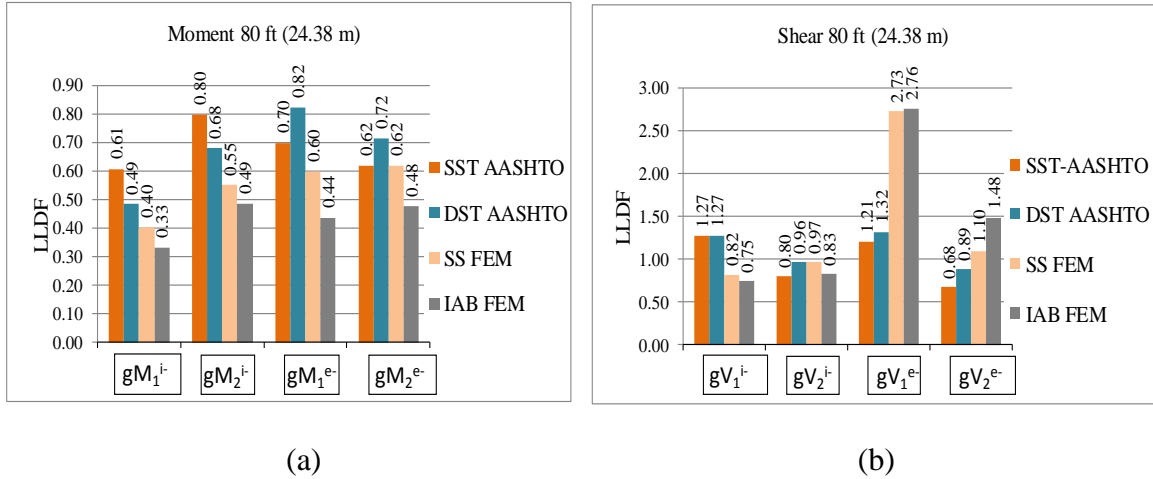 Moment 80 ft (24.38 m)
LLDF
0.90
0.80
0.70
0.60
0.50
0.40
0.30
0.20
0.10
0.00
0.61
0.49
0.40
0.33
0.80
0.68
0.55
0.49
0.70
0.82
0.60
0.44
0.62
0.72
0.62
0.48
gM₁ⁱ⁻
gM₂ⁱ⁻
gM₁ᵉ⁻
gM₂ᵉ⁻
SST AASHTO
DST AASHTO
SS FEM
IAB FEM
(a)
Shear 80 ft (24.38 m)
LLDF
3.00
2.50
2.00
1.50
1.00
0.50
0.00
1.27
1.27
0.82
0.75
0.80
0.96
0.97
0.83
1.21
1.32
2.73
2.76
0.68
0.89
1.10
1.48
gV₁ⁱ⁻
gV₂ⁱ⁻
gV₁ᵉ⁻
gV₂ᵉ⁻
SST-AASHTO
DST AASHTO
SS FEM
IAB FEM
(b)